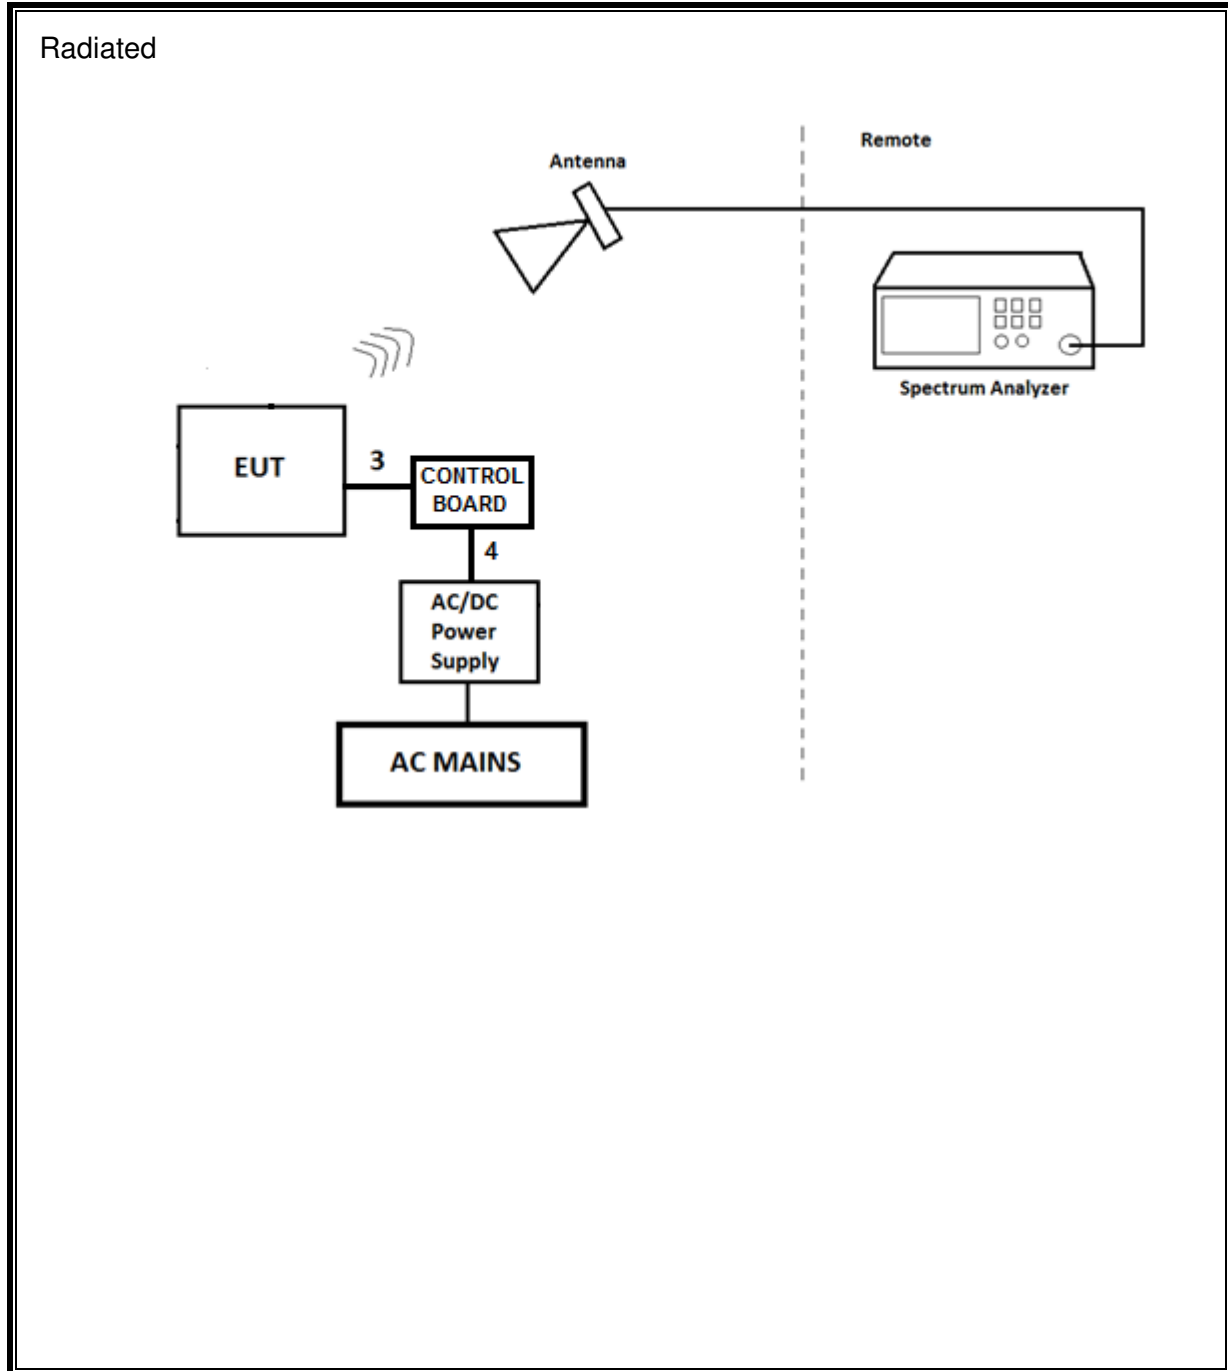 Radiated
Remote
Antenna
Spectrum Analyzer
EUT
3
CONTROL
BOARD
4
AC/DC
Power
Supply
AC MAINS